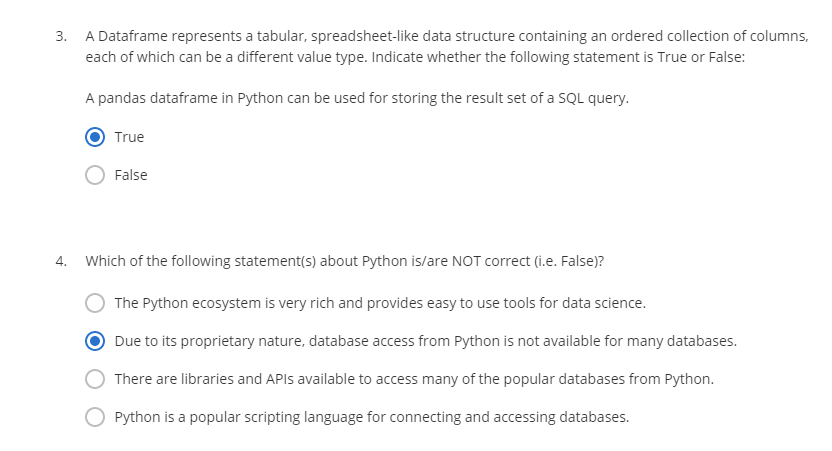 3. A Dataframe represents a tabular, spreadsheet-like data structure containing an ordered collection of columns,
each of which can be a different value type. Indicate whether the following statement is True or False:
A pandas dataframe in Python can be used for storing the result set of a SQL query.
True
False
4. Which of the following statement(s) about Python is/are NOT correct (i.e. False)?
The Python ecosystem is very rich and provides easy to use tools for data science.
Due to its proprietary nature, database access from Python is not available for many databases.
There are libraries and APIs available to access many of the popular databases from Python.
Python is a popular scripting language for connecting and accessing databases.